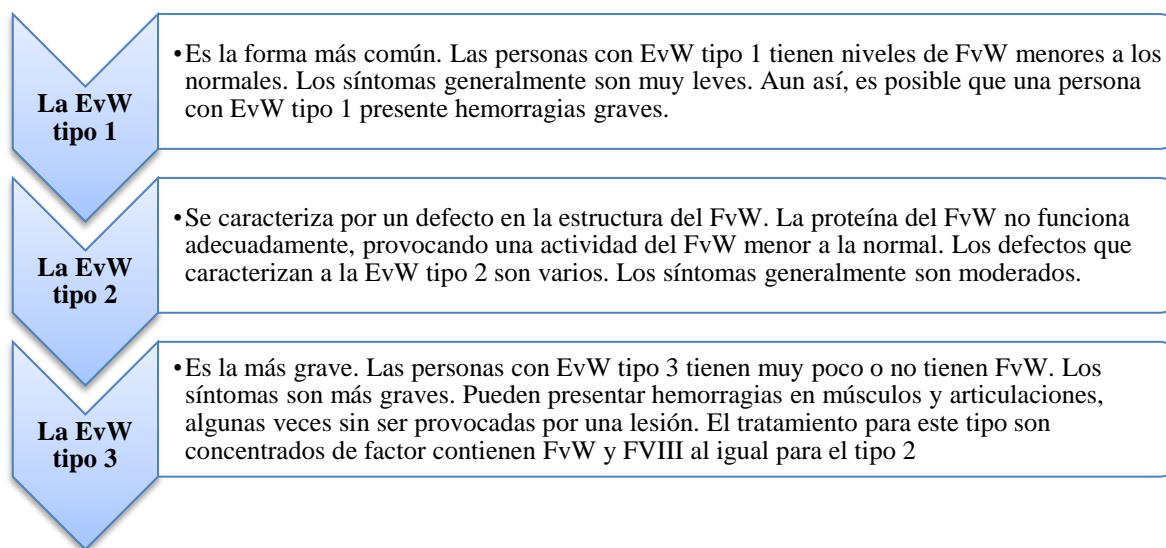 La EvW
tipo 1
•Es la forma más común. Las personas con EvW tipo 1 tienen niveles de FvW menores a los
normales. Los síntomas generalmente son muy leves. Aun así, es posible que una persona
con EvW tipo 1 presente hemorragias graves.
La EvW
tipo 2
•Se caracteriza por un defecto en la estructura del FvW. La proteína del FvW no funciona
adecuadamente, provocando una actividad del FvW menor a la normal. Los defectos que
caracterizan a la EvW tipo 2 son varios. Los síntomas generalmente son moderados.
La EvW
tipo 3
•Es la más grave. Las personas con EvW tipo 3 tienen muy poco o no tienen FvW. Los
síntomas son más graves. Pueden presentar hemorragias en músculos y articulaciones,
algunas veces sin ser provocadas por una lesión. El tratamiento para este tipo son
concentrados de factor contienen FvW y FVIII al igual para el tipo 2